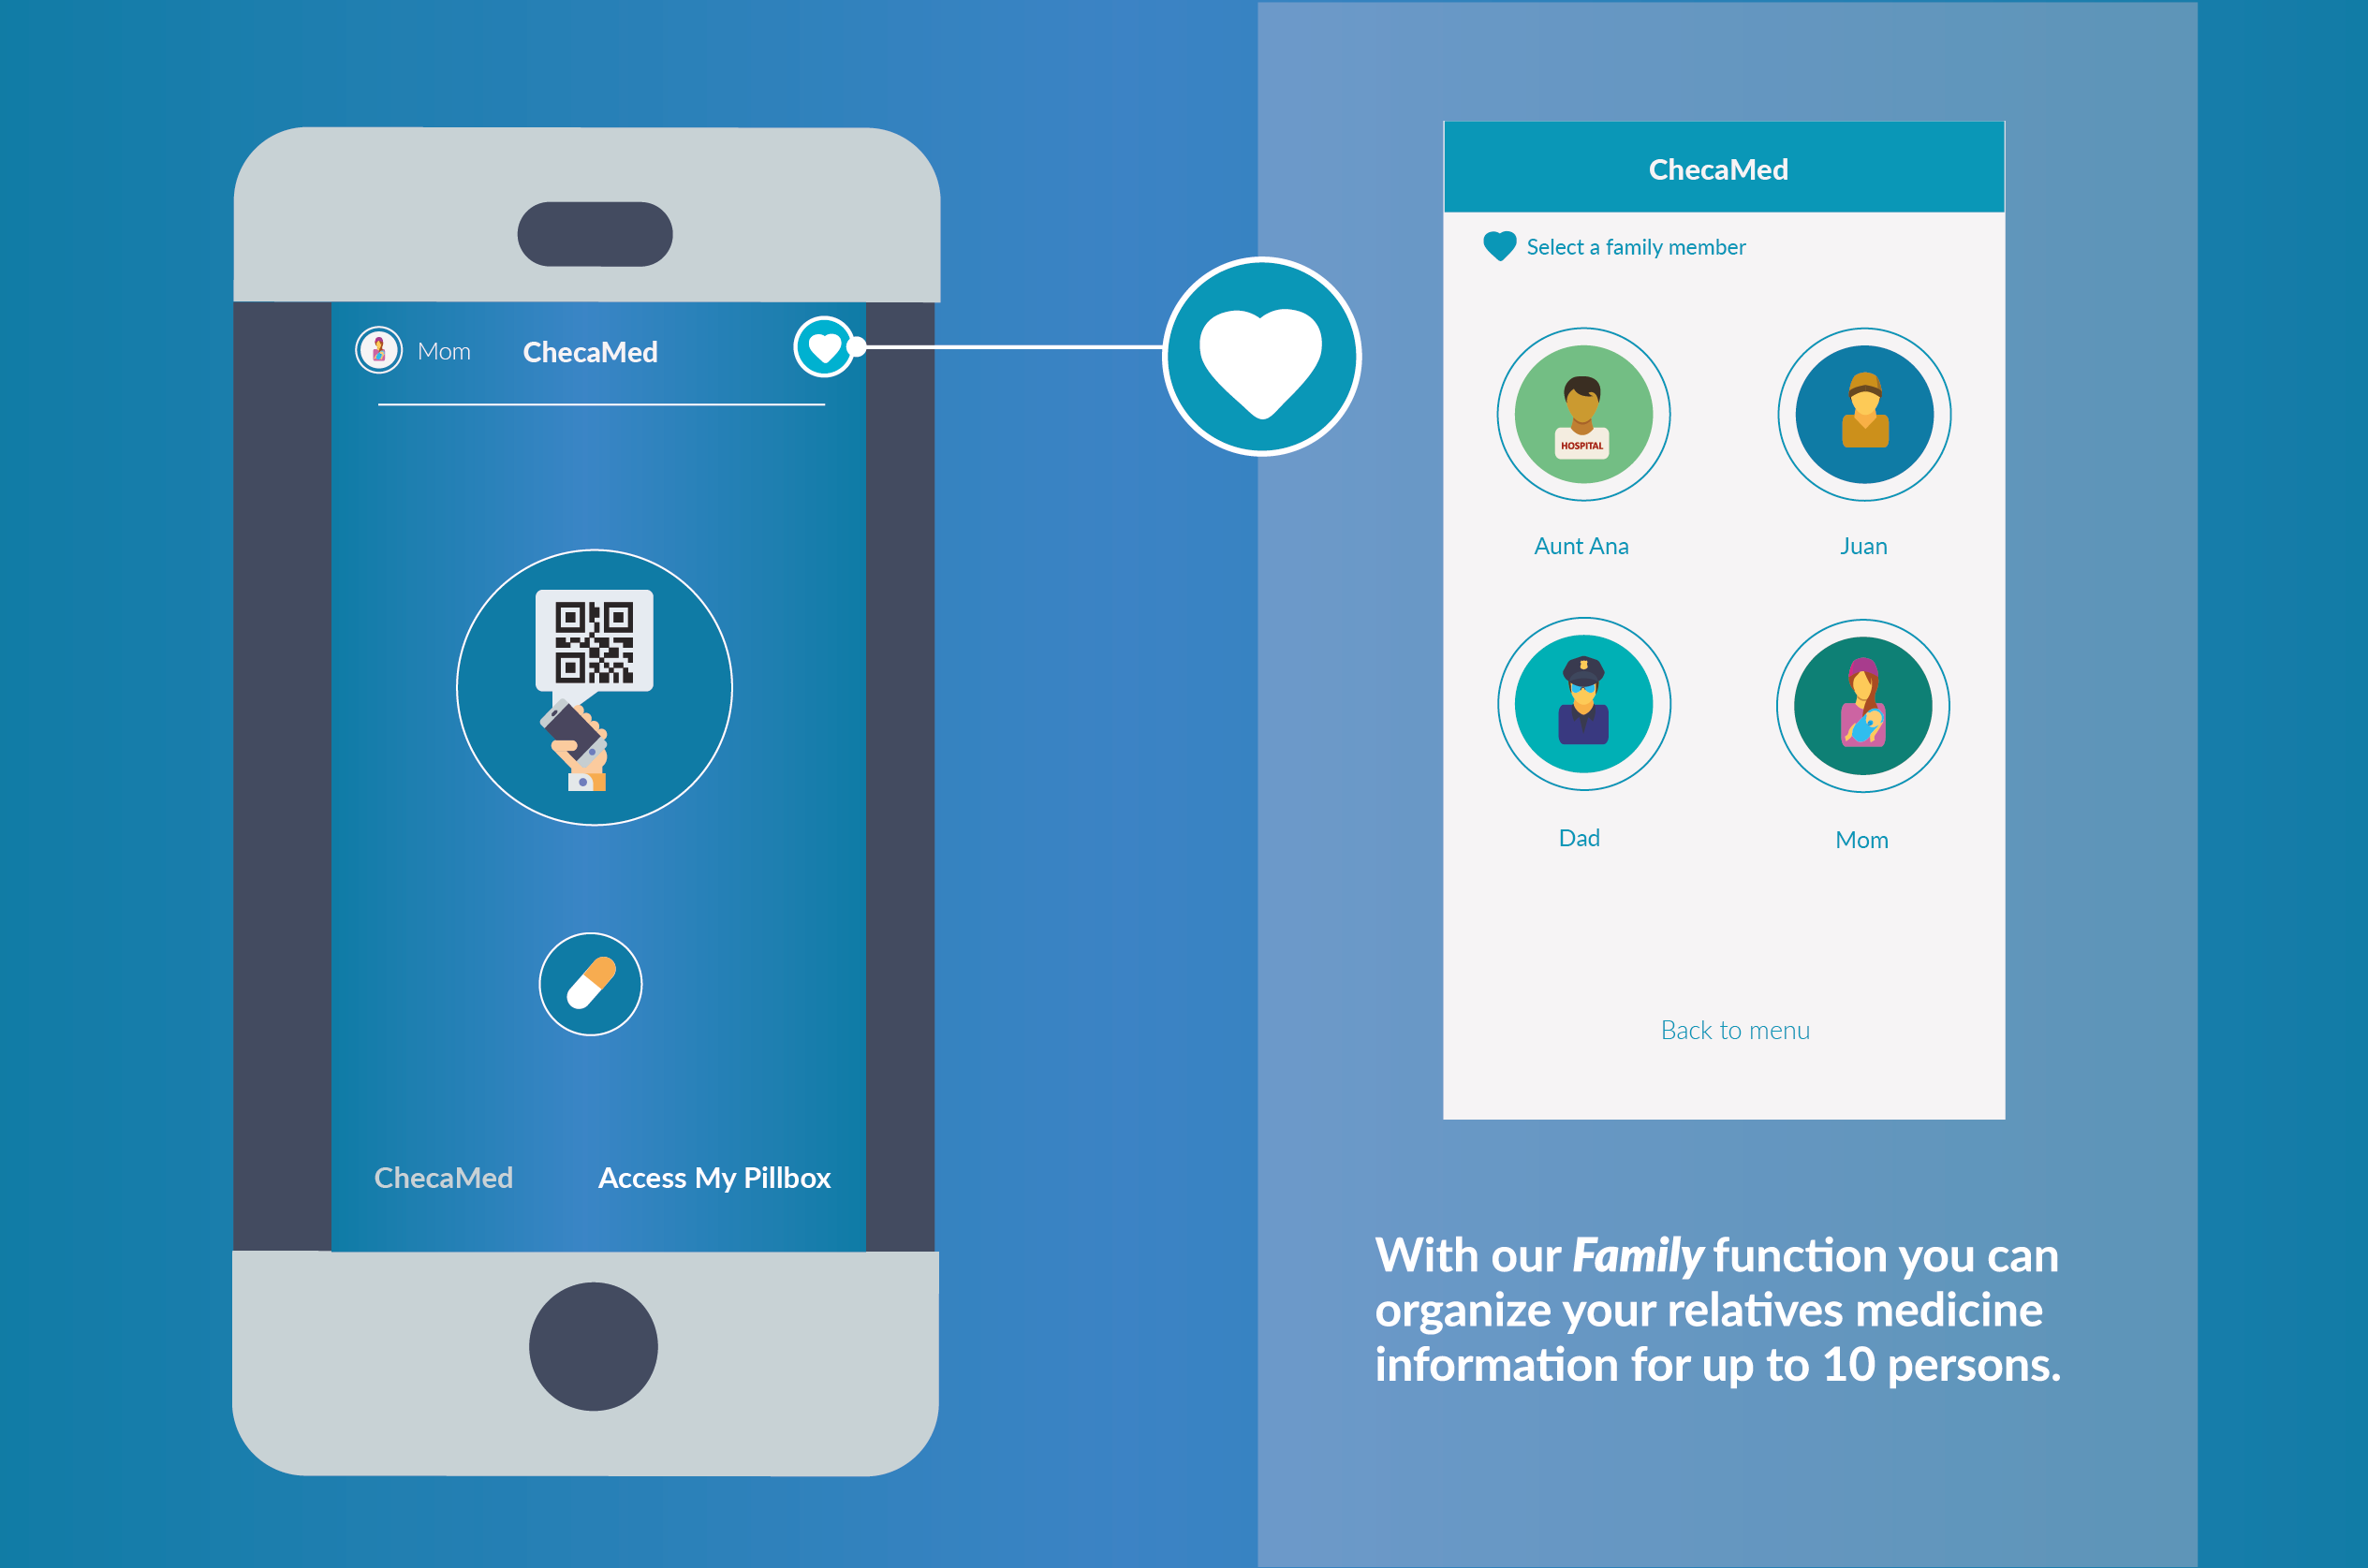 Mom
ChecaMed
ChecaMed
Access My Pillbox
ChecaMed
Select a family member
HOSPITAL
Aunt Ana
Juan
Dad
Mom
Back to menu
With our Family function you can
organize your relatives medicine
information for up to 10 persons.